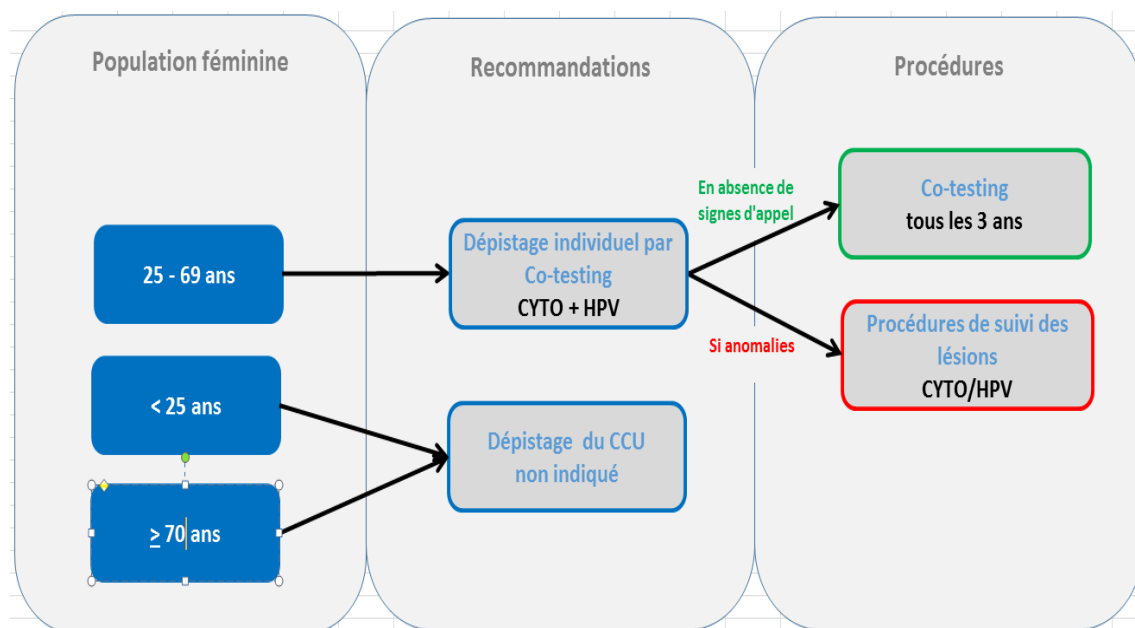 Population féminine
Recommandations
Procédures
25 - 69 ans
< 25 ans
≥ 70 ans
Dépistage individuel par
Co-testing
CYTO + HPV
Dépistage du CCU
non indiqué
En absence de
signes d'appel
Si anomalies
Co-testing
tous les 3 ans
Procédures de suivi des
lésions
CYTO/HPV